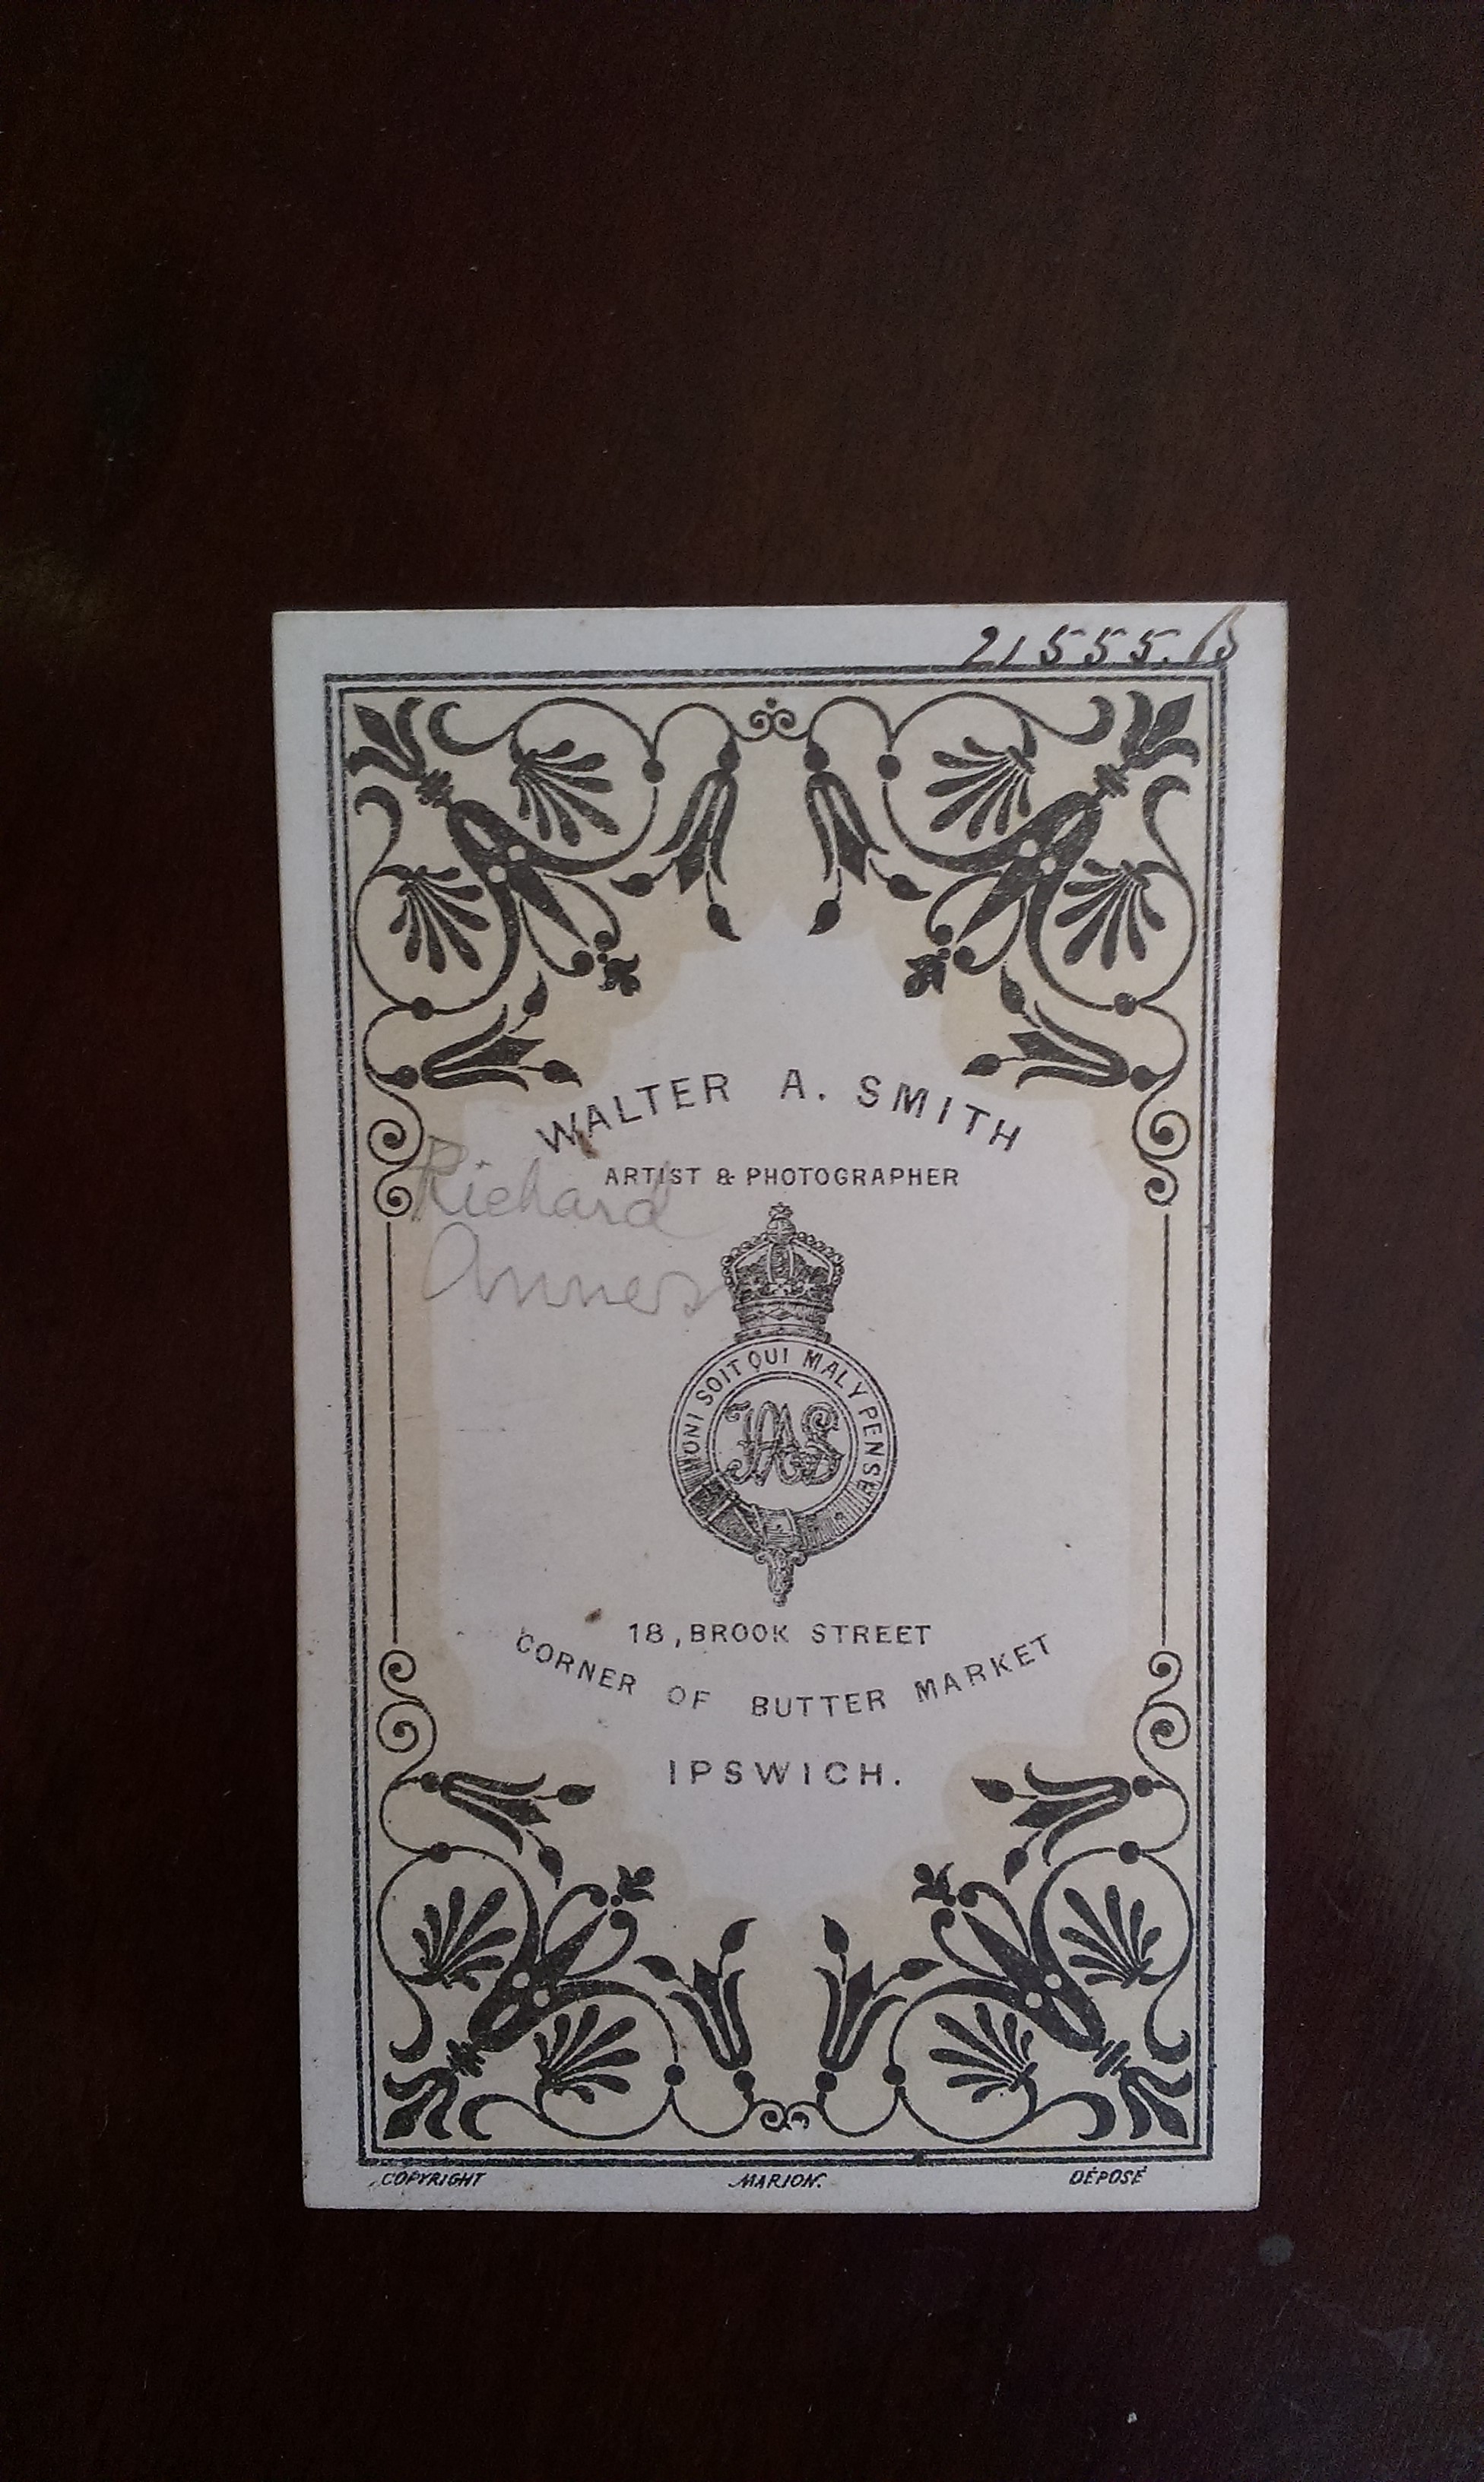 21555.B
WALTER A. SMITH
ARTIST & PHOTOGRAPHER
Richard
Annes
HONI SOIT QUI MAL Y PENSE
WAS
18, BROOK STREET
CORNER OF BUTTER MARKET
IPSWICH.
COPYRIGHT MARION. DÉPOSÉ